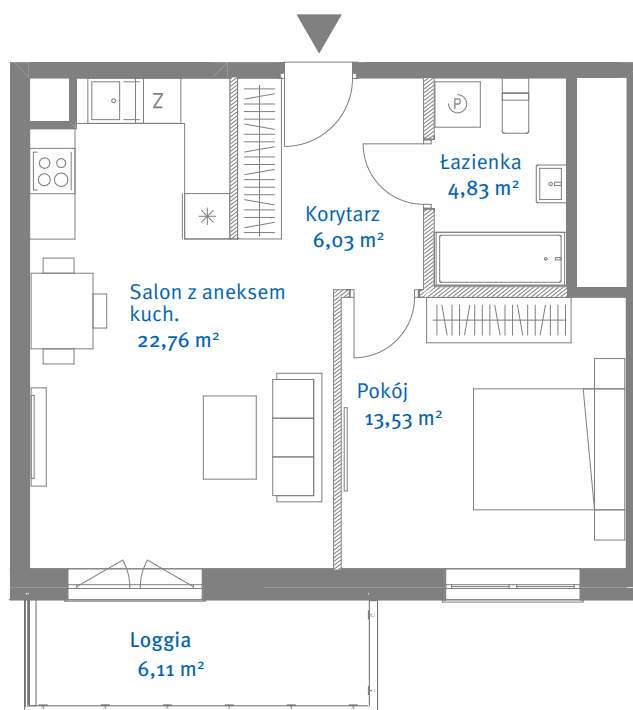 Z
P
Łazienka
4,83 m²
Korytarz
6,03 m²
Salon z aneksem
kuch.
22,76 m²
Pokój
13,53 m²
Loggia
6,11 m²